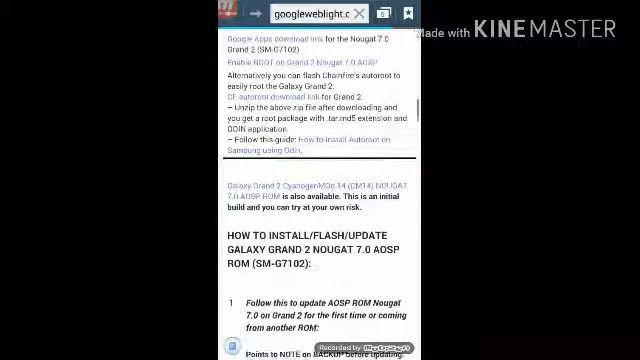 googleweblight.c
6
Made with KINEMASTER
Google Apps download link for the Nougat 7.0
Grand 2 (SM-G7102)
Enable ROOT on Grand 2 Nougat 7.0 AOSP
Alternatively you can flash Chainfire's autoroot to
easily root the Galaxy Grand 2:
CF autoroot download link for Grand 2
– Unzip the above zip file after downloading and
you get a root package with .tar.md5 extension and
ODIN application.
– Follow this guide: How to Install Autoroot on
Samsung using Odin.
Galaxy Grand 2 CyanogenMOd 14 (CM14) NOUGAT
7.0 AOSP ROM is also available. This is an initial
build and you can try at your own risk.
HOW TO INSTALL/FLASH/UPDATE
GALAXY GRAND 2 NOUGAT 7.0 AOSP
ROM (SM-G7102):
1 Follow this to update AOSP ROM Nougat
7.0 on Grand 2 for the first time or coming
from another ROM:
Recorded by
Points to NOTE on BACKUP before updating.